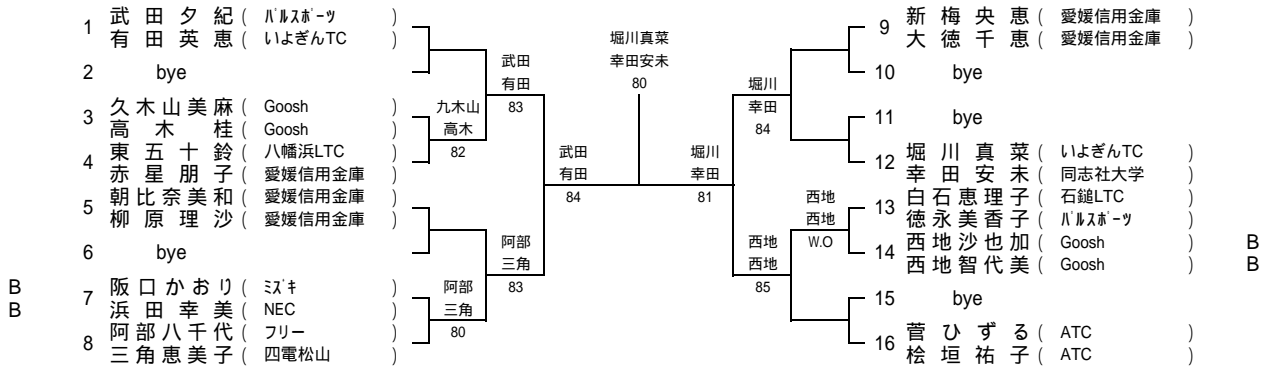 1 武田夕紀 ( パルスポーツ )
有田英恵 ( いよぎんTC )
2 bye
3 久木山美麻 ( Goosh )
高木桂 ( Goosh )
4 東五十鈴 ( 八幡浜LTC )
赤星朋子 ( 愛媛信用金庫 )
5 朝比奈美和 ( 愛媛信用金庫 )
柳原理沙 ( 愛媛信用金庫 )
6 bye
B 7 阪口かおり ( ミズキ )
B 浜田幸美 ( NEC )
8 阿部八千代 ( フリー )
三角恵美子 ( 四電松山 )
九木山
高木
82
阿部
三角
80
武田
有田
83
阿部
三角
83
武田
有田
84
堀川真菜
幸田安未
80
堀川
幸田
81
堀川
幸田
84
西地
西地
85
西地
西地
W.O
9 新梅央恵 ( 愛媛信用金庫 )
大徳千恵 ( 愛媛信用金庫 )
10 bye
11 bye
12 堀川真菜 ( いよぎんTC )
幸田安未 ( 同志社大学 )
13 白石恵理子 ( 石鎚LTC )
徳永美香子 ( パルスポーツ )
14 西地沙也加 ( Goosh ) B
西地智代美 ( Goosh ) B
15 bye
16 菅ひずる ( ATC )
桧垣祐子 ( ATC )